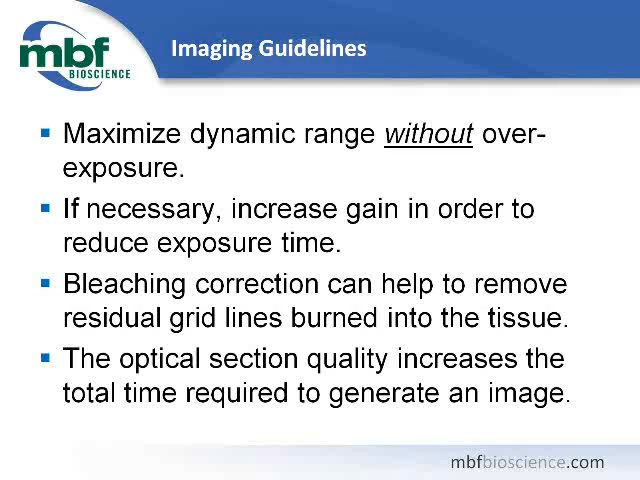 mbf
BIOSCIENCE
Imaging Guidelines
▪ Maximize dynamic range without over-
exposure.
▪ If necessary, increase gain in order to
reduce exposure time.
▪ Bleaching correction can help to remove
residual grid lines burned into the tissue.
▪ The optical section quality increases the
total time required to generate an image.
mbfbioscience.com